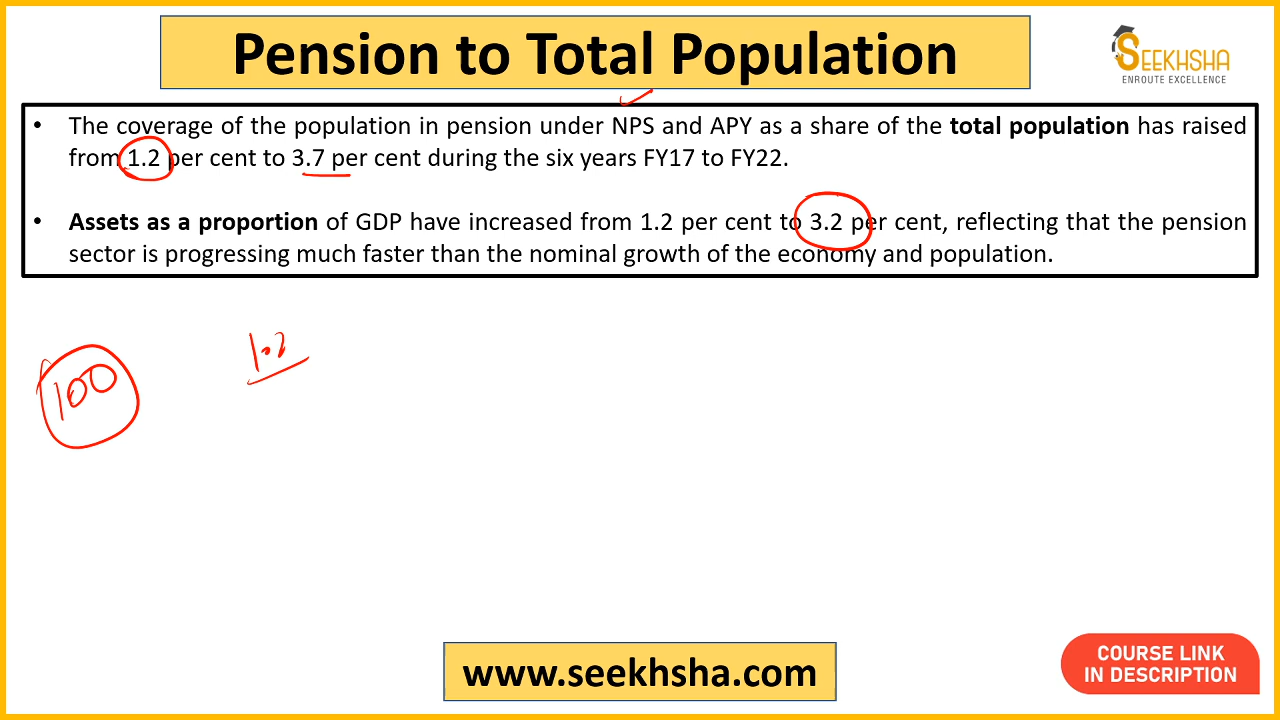 Pension to Total Population
SEEKHSHA
ENROUTE EXCELLENCE
• The coverage of the population in pension under NPS and APY as a share of the total population has raised
from 1.2 per cent to 3.7 per cent during the six years FY17 to FY22.
• Assets as a proportion of GDP have increased from 1.2 per cent to 3.2 per cent, reflecting that the pension
sector is progressing much faster than the nominal growth of the economy and population.
100
1.2
www.seekhsha.com
COURSE LINK
IN DESCRIPTION